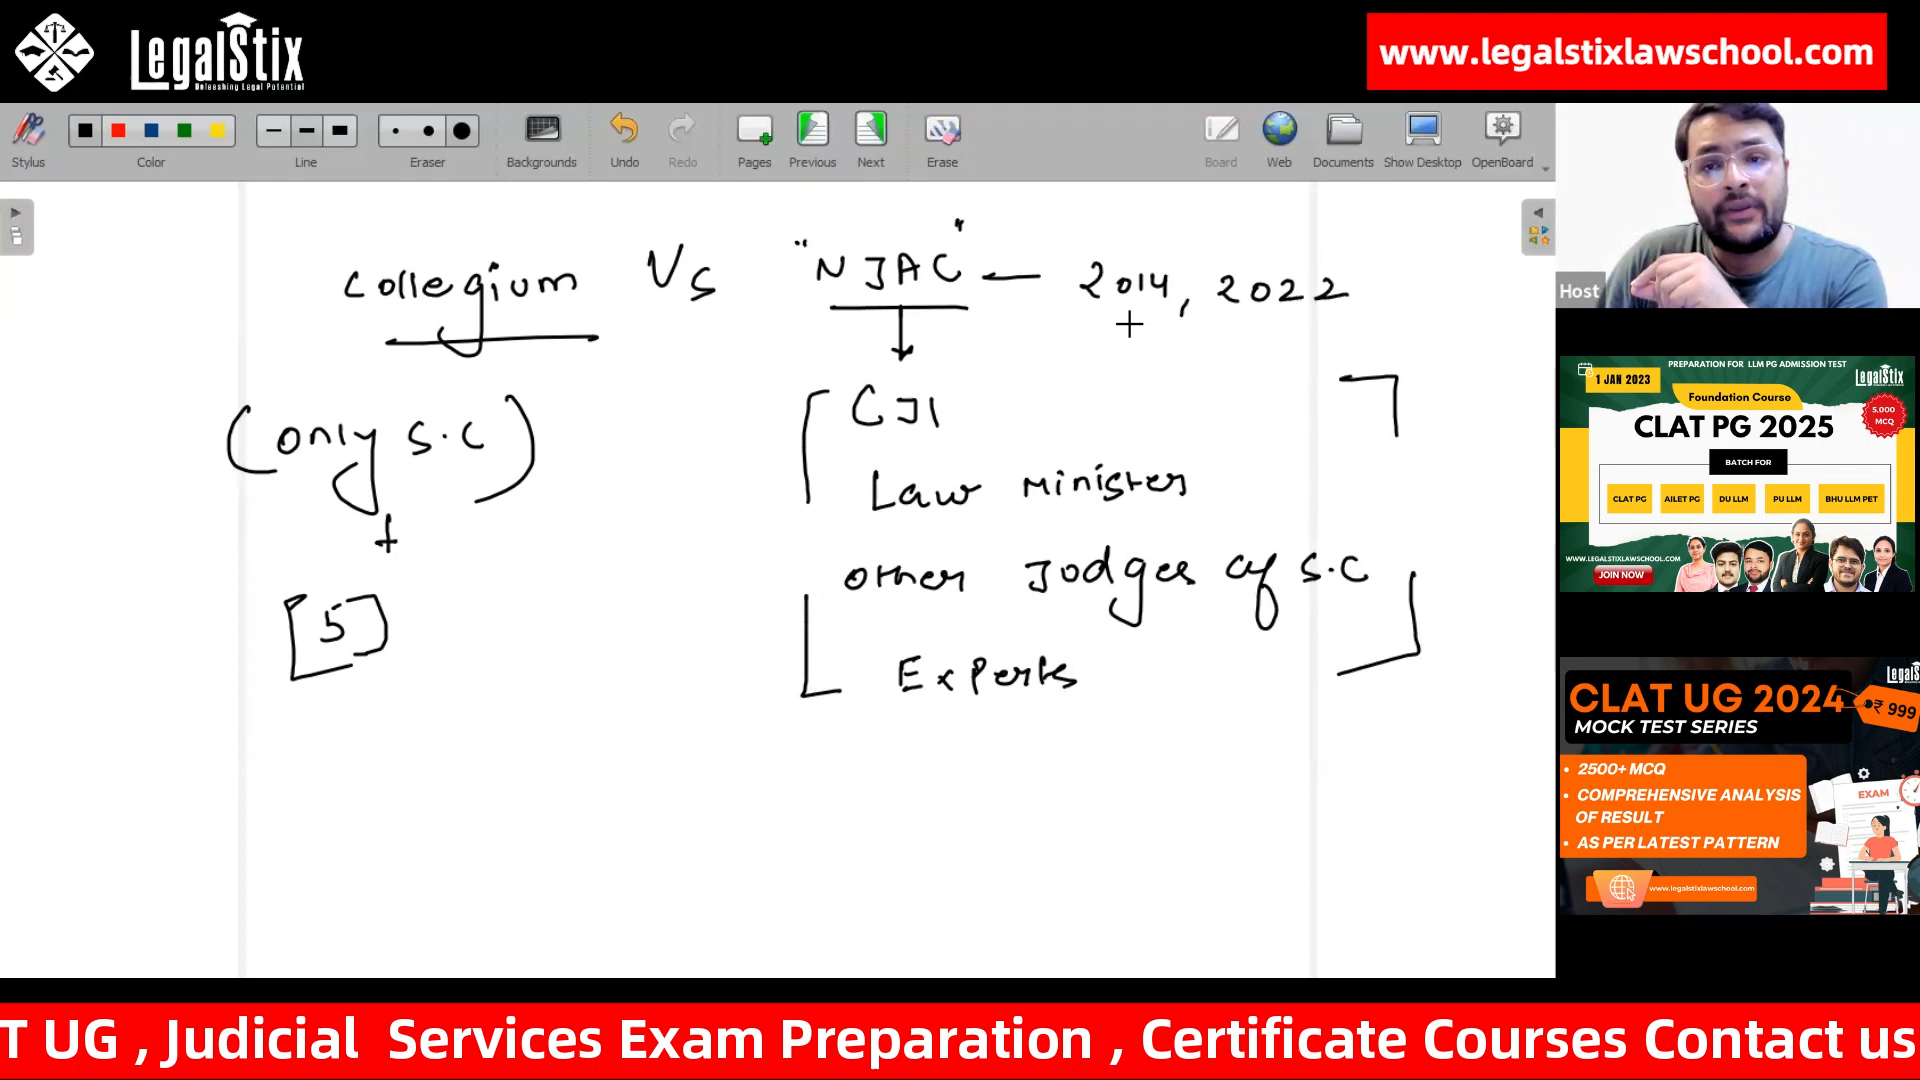 LegalStix
Unleashing Legal Potential
www.legalstixlawschool.com
Stylus
Color
Line
Eraser
Backgrounds
Undo
Redo
Pages
Previous
Next
Erase
Board
Web
Documents
Show Desktop
OpenBoard
Host
Collegium Vs "NJAC" — 2014, 2022
(only S.C)
[5]
CJI
Law Minister
other Judges of S.C
Experts
PREPARATION FOR LLM PG ADMISSION TEST
1 JAN 2023
LegalStix
Foundation Course
5,000 MCQ
CLAT PG 2025
BATCH FOR
CLAT PG
AILET PG
DU LLM
PU LLM
BHU LLM PET
WWW.LEGALSTIXLAWSCHOOL.COM
JOIN NOW
Legals
CLAT UG 2024
₹ 999
MOCK TEST SERIES
• 2500+ MCQ
• COMPREHENSIVE ANALYSIS
OF RESULT
• AS PER LATEST PATTERN
EXAM
www.legalstixlawschool.com
T UG , Judicial Services Exam Preparation , Certificate Courses Contact us